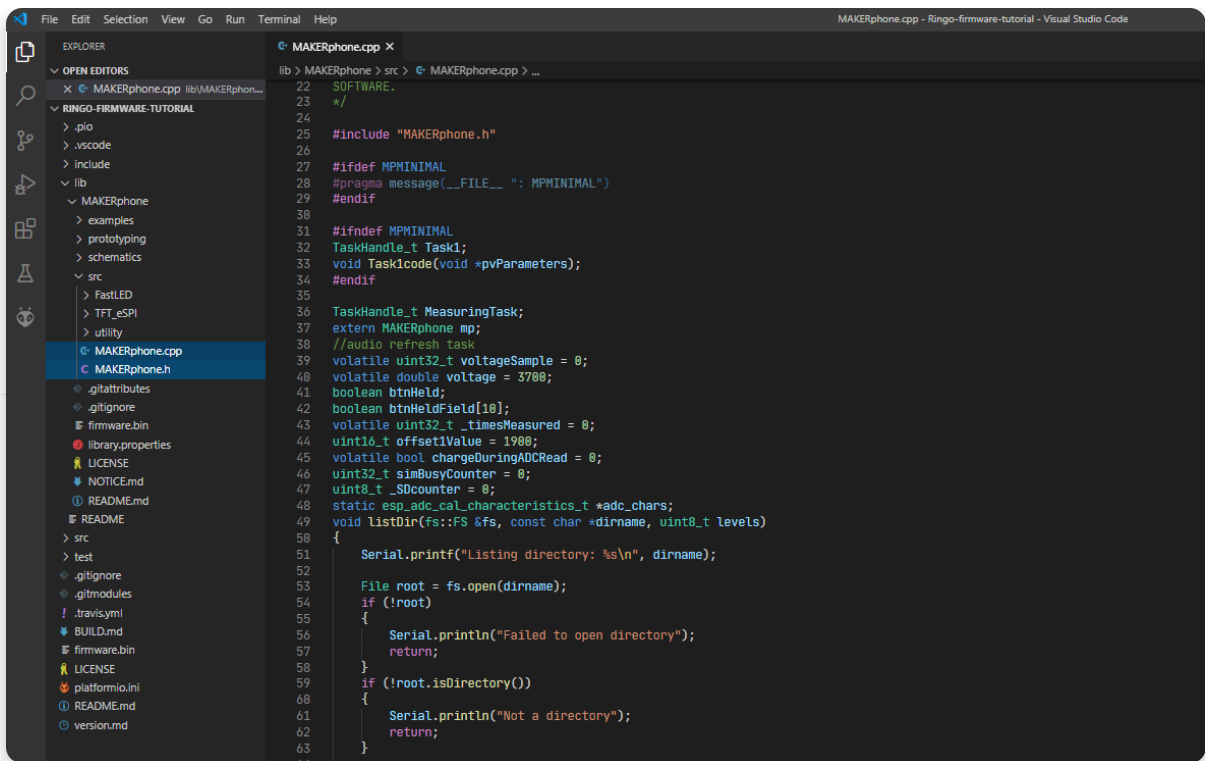 File Edit Selection View Go Run Terminal Help
MAKERphone.cpp - Ringo-firmware-tutorial - Visual Studio Code
EXPLORER
OPEN EDITORS
MAKERphone.cpp lib\MAKERphon...
RINGO-FIRMWARE-TUTORIAL
.pio
.vscode
include
lib
MAKERphone
examples
prototyping
schematics
src
FastLED
TFT_eSPI
utility
MAKERphone.cpp
MAKERphone.h
.gitattributes
.gitignore
firmware.bin
library.properties
LICENSE
NOTICE.md
README.md
README
src
test
.gitignore
.gitmodules
.travis.yml
BUILD.md
firmware.bin
LICENSE
platformio.ini
README.md
version.md
MAKERphone.cpp
lib > MAKERphone > src > MAKERphone.cpp > ...
22 SOFTWARE.
23 */
24
25 #include "MAKERphone.h"
26
27 #ifdef MPMINIMAL
28 #pragma message(__FILE__ ": MPMINIMAL")
29 #endif
30
31 #ifndef MPMINIMAL
32 TaskHandle_t Task1;
33 void Task1code(void *pvParameters);
34 #endif
35
36 TaskHandle_t MeasuringTask;
37 extern MAKERphone mp;
38 //audio refresh task
39 volatile uint32_t voltageSample = 0;
40 volatile double voltage = 3700;
41 boolean btnHeld;
42 boolean btnHeldField[10];
43 volatile uint32_t _timesMeasured = 0;
44 uint16_t offset1Value = 1900;
45 volatile bool chargeDuringADCRead = 0;
46 uint32_t simBusyCounter = 0;
47 uint8_t _SDcounter = 0;
48 static esp_adc_cal_characteristics_t *adc_chars;
49 void listDir(fs::FS &fs, const char *dirname, uint8_t levels)
50 {
51 Serial.printf("Listing directory: %s\n", dirname);
52
53 File root = fs.open(dirname);
54 if (!root)
55 {
56 Serial.println("Failed to open directory");
57 return;
58 }
59 if (!root.isDirectory())
60 {
61 Serial.println("Not a directory");
62 return;
63 }